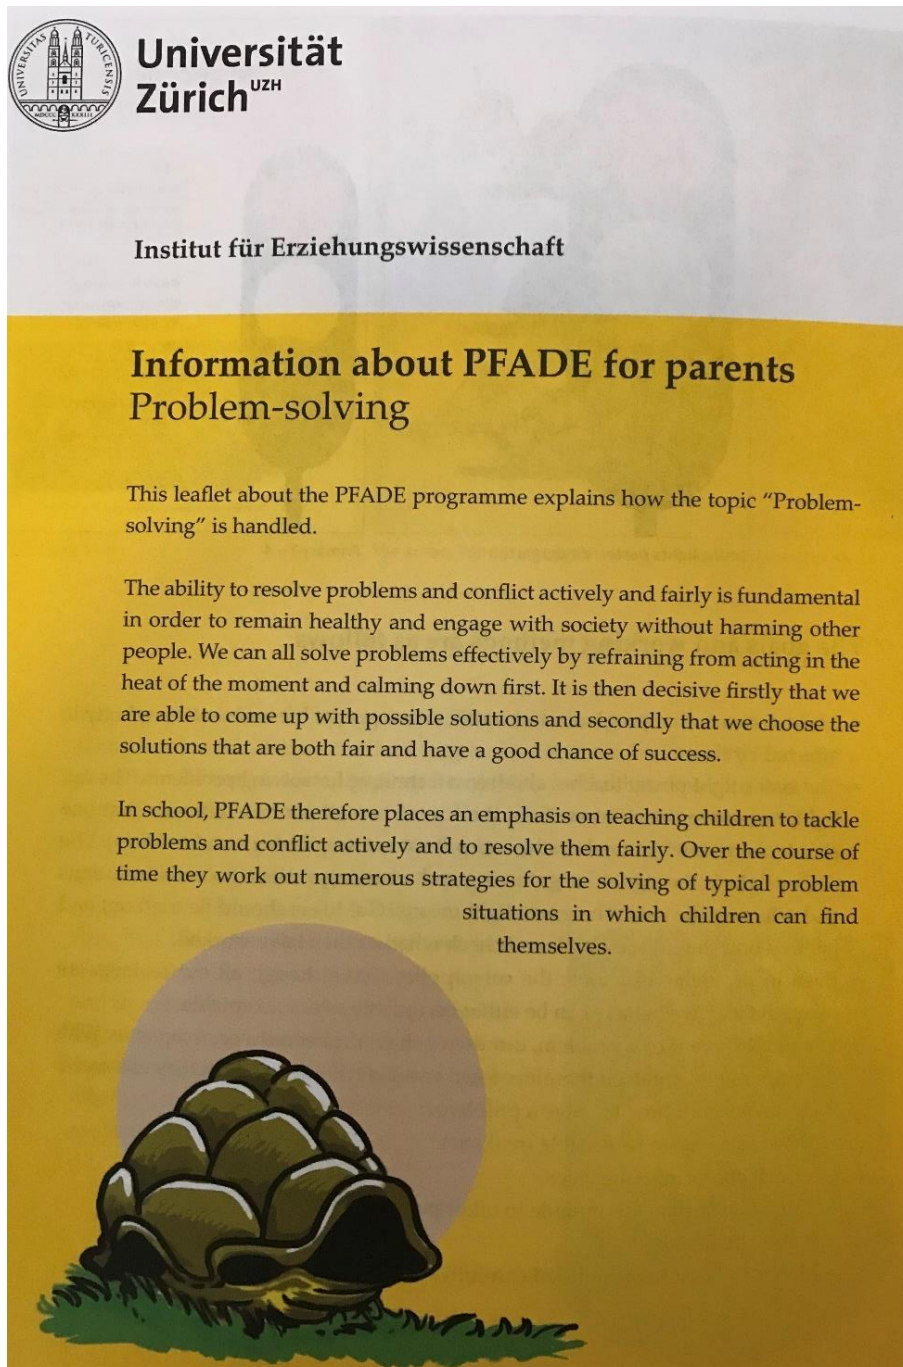 UNIVERSITAS TURICENSIS
MDCCC XXXIII
Universität
Zürich UZH
Institut für Erziehungswissenschaft
Information about PFADE for parents
Problem-solving
This leaflet about the PFADE programme explains how the topic “Problem-
solving” is handled.
The ability to resolve problems and conflict actively and fairly is fundamental
in order to remain healthy and engage with society without harming other
people. We can all solve problems effectively by refraining from acting in the
heat of the moment and calming down first. It is then decisive firstly that we
are able to come up with possible solutions and secondly that we choose the
solutions that are both fair and have a good chance of success.
In school, PFADE therefore places an emphasis on teaching children to tackle
problems and conflict actively and to resolve them fairly. Over the course of
time they work out numerous strategies for the solving of typical problem
situations in which children can find
themselves.